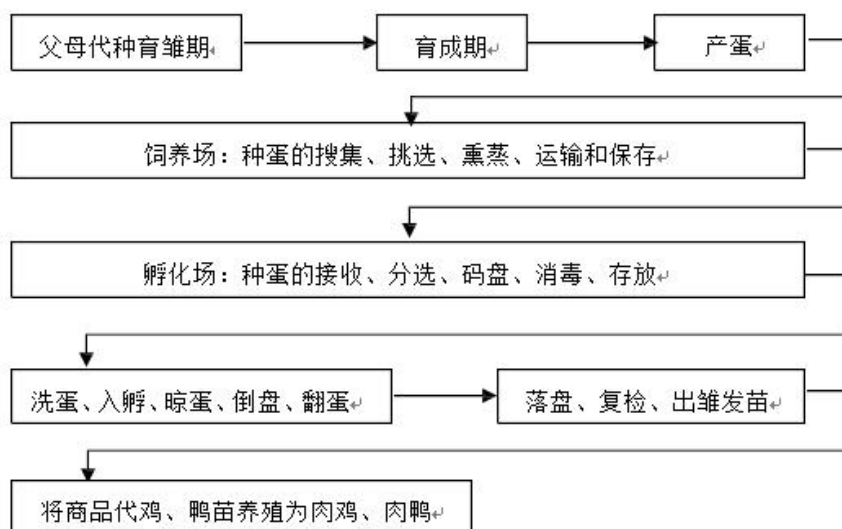 父母代种育雏期
育成期
产蛋
饲养场：种蛋的搜集、挑选、熏蒸、运输和保存
孵化场：种蛋的接收、分选、码盘、消毒、存放
洗蛋、入孵、晾蛋、倒盘、翻蛋
落盘、复检、出雏发苗
将商品代鸡、鸭苗养殖为肉鸡、肉鸭